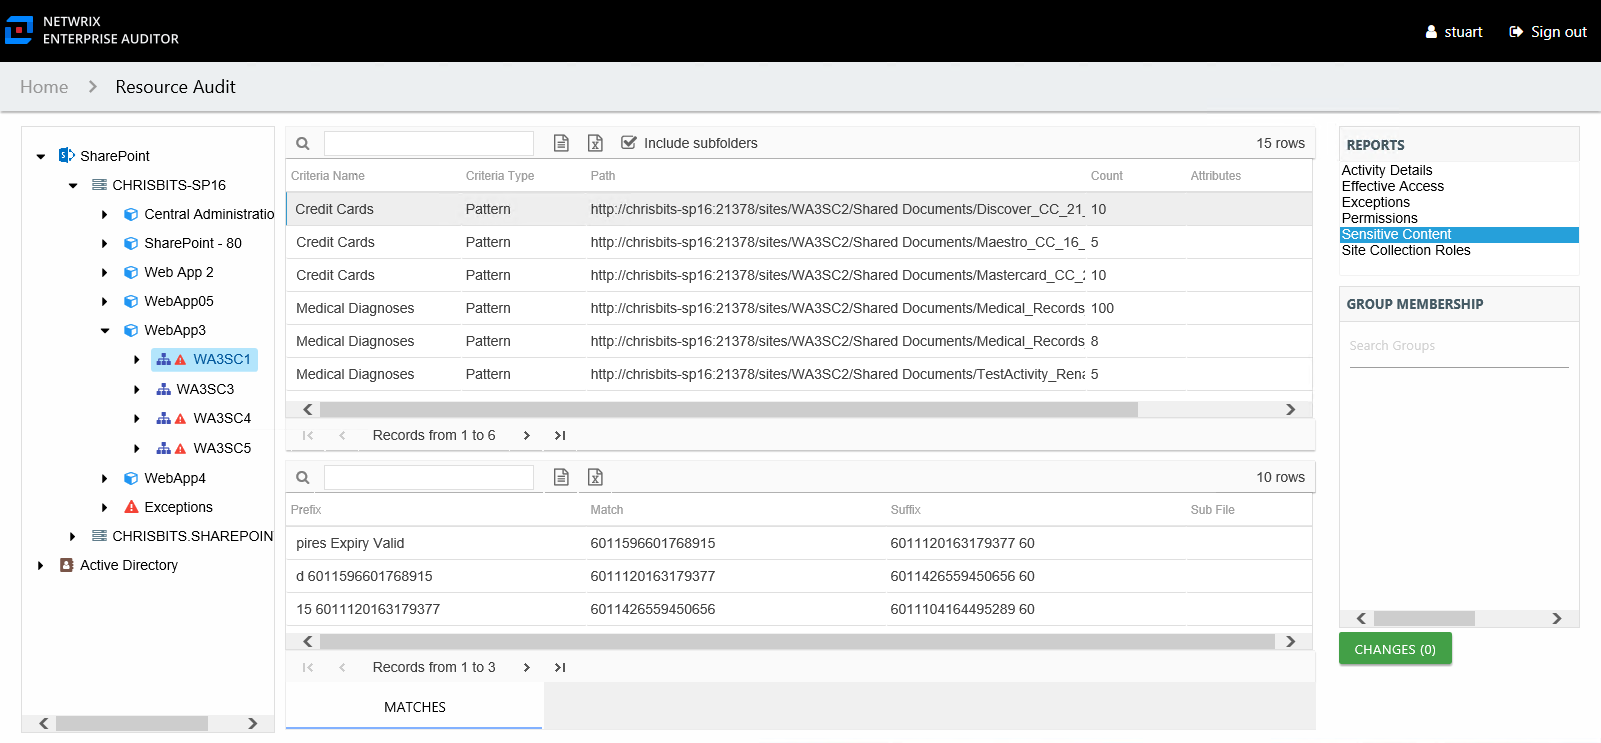 NETWRIX
ENTERPRISE AUDITOR
stuart
Sign out
Home
Resource Audit
SharePoint
CHRISBITS-SP16
Central Administratio
SharePoint - 80
Web App 2
WebApp05
WebApp3
WA3SC1
WA3SC3
WA3SC4
WA3SC5
WebApp4
Exceptions
CHRISBITS.SHAREPOIN
Active Directory
Include subfolders
15 rows
Criteria Name Criteria Type Path Count Attributes
Credit Cards Pattern http://chrisbits-sp16:21378/sites/WA3SC2/Shared Documents/Discover_CC_21_ 10
Credit Cards Pattern http://chrisbits-sp16:21378/sites/WA3SC2/Shared Documents/Maestro_CC_16_ 5
Credit Cards Pattern http://chrisbits-sp16:21378/sites/WA3SC2/Shared Documents/Mastercard_CC_2 10
Medical Diagnoses Pattern http://chrisbits-sp16:21378/sites/WA3SC2/Shared Documents/Medical_Records 100
Medical Diagnoses Pattern http://chrisbits-sp16:21378/sites/WA3SC2/Shared Documents/Medical_Records 8
Medical Diagnoses Pattern http://chrisbits-sp16:21378/sites/WA3SC2/Shared Documents/TestActivity_Rena 5
Records from 1 to 6
10 rows
Prefix Match Suffix Sub File
pires Expiry Valid 6011596601768915 6011120163179377 60
d 6011596601768915 6011120163179377 6011426559450656 60
15 6011120163179377 6011426559450656 6011104164495289 60
Records from 1 to 3
MATCHES
REPORTS
Activity Details
Effective Access
Exceptions
Permissions
Sensitive Content
Site Collection Roles
GROUP MEMBERSHIP
Search Groups
CHANGES (0)